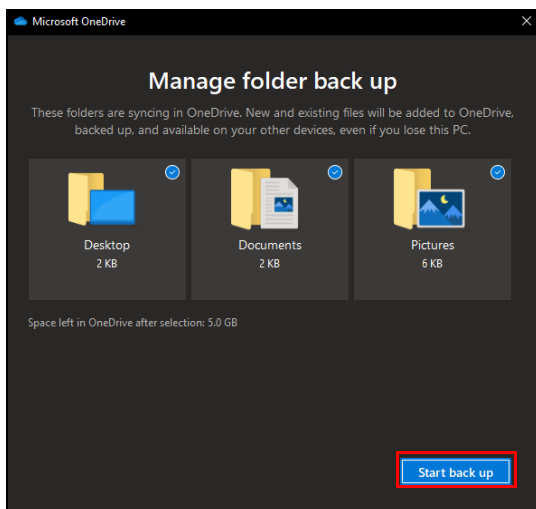 Microsoft OneDrive
Manage folder back up
These folders are syncing in OneDrive. New and existing files will be added to OneDrive,
backed up, and available on your other devices, even if you lose this PC.
Desktop
2 KB
Documents
2 KB
Pictures
6 KB
Space left in OneDrive after selection: 5.0 GB
Start back up